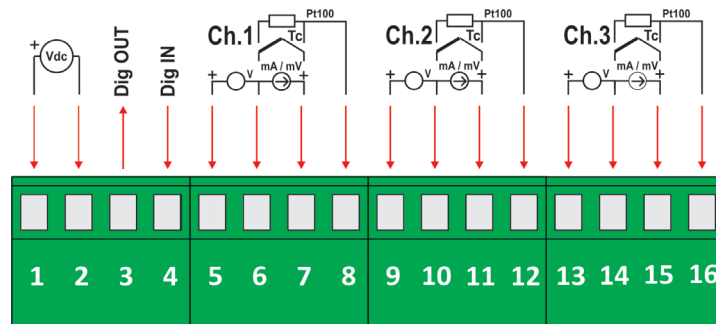 + Vdc
Dig OUT
Dig IN
Ch.1
Pt100
Tc
mA / mV
+ V +
Ch.2
Pt100
Tc
mA / mV
+ V +
Ch.3
Pt100
Tc
mA / mV
+ V +
1 2 3 4 5 6 7 8 9 10 11 12 13 14 15 16